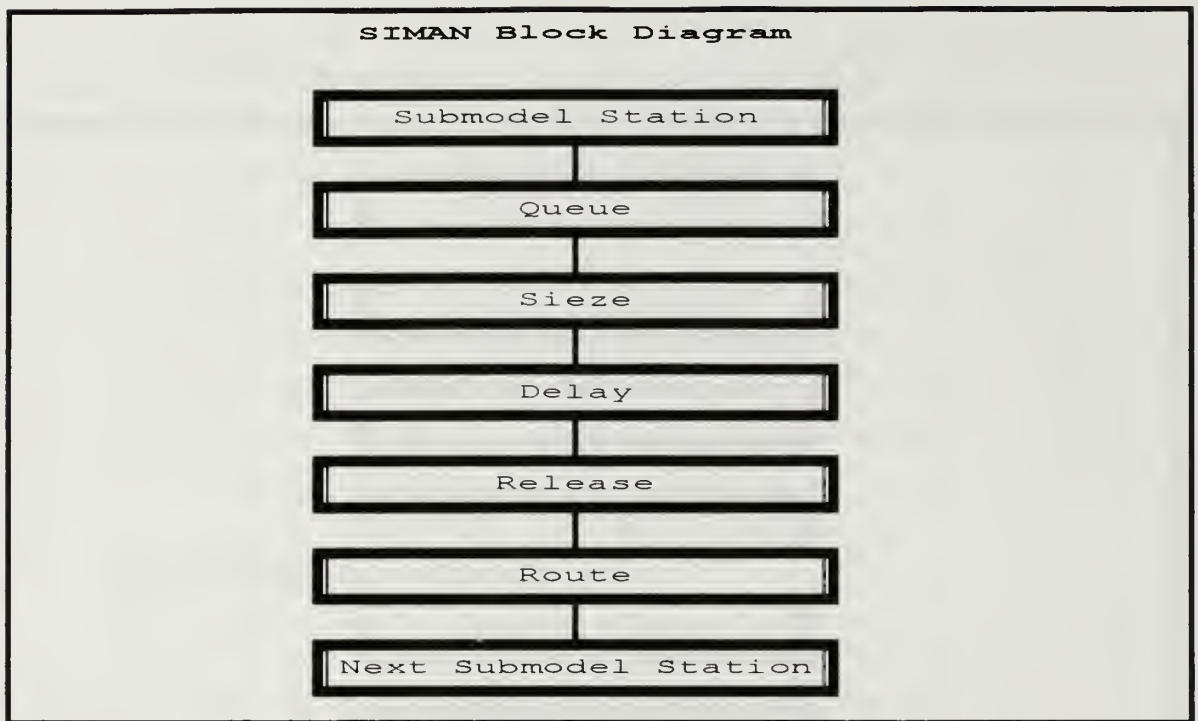 SIMAN Block Diagram
Submodel Station
Queue
Sieze
Delay
Release
Route
Next Submodel Station